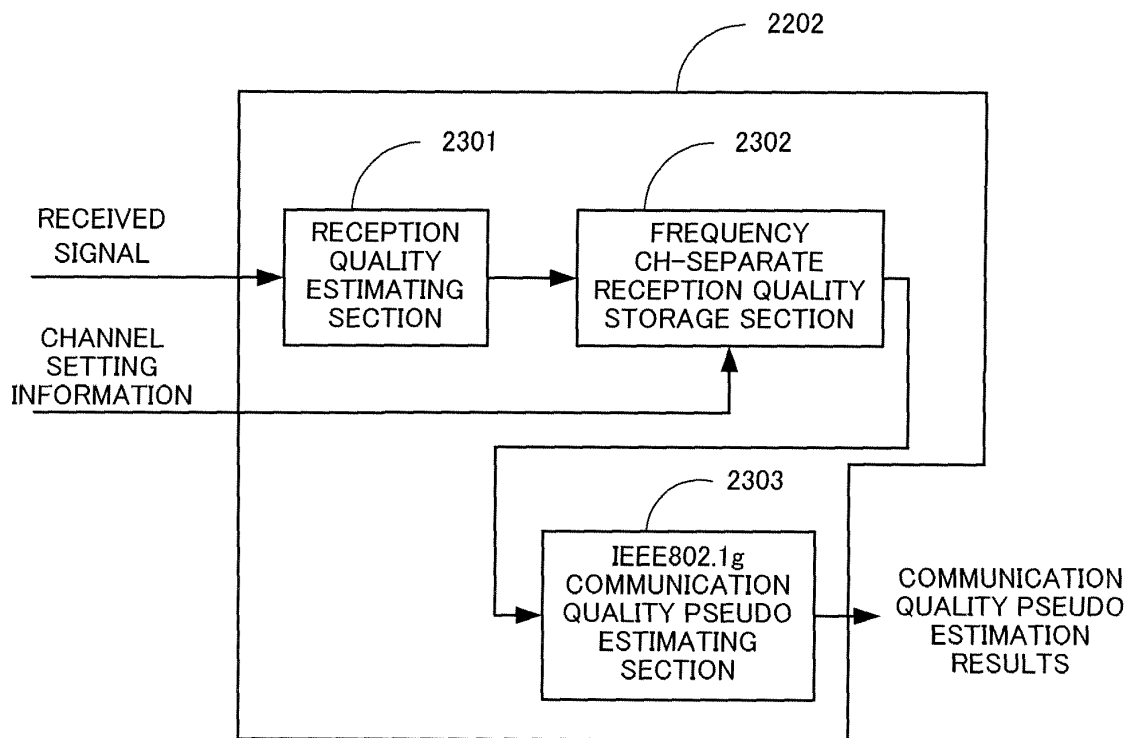 2202
2301
2302
RECEIVED
SIGNAL
RECEPTION
QUALITY
ESTIMATING
SECTION
FREQUENCY
CH-SEPARATE
RECEPTION QUALITY
STORAGE SECTION
CHANNEL
SETTING
INFORMATION
2303
IEEE802.1g
COMMUNICATION
QUALITY PSEUDO
ESTIMATING
SECTION
COMMUNICATION
QUALITY PSEUDO
ESTIMATION
RESULTS